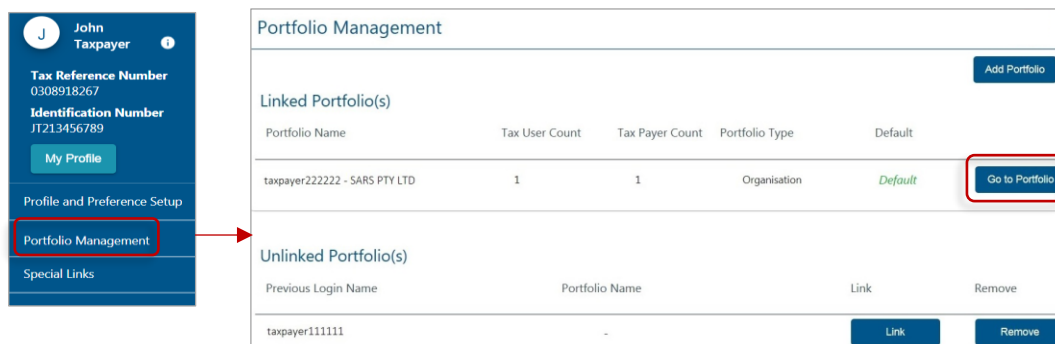 J
John
Taxpayer
i
Tax Reference Number
0308918267
Identification Number
JT213456789
My Profile
Profile and Preference Setup
Portfolio Management
Special Links
Portfolio Management
Add Portfolio
Linked Portfolio(s)
Portfolio Name Tax User Count Tax Payer Count Portfolio Type Default
taxpayer222222 - SARS PTY LTD 1 1 Organisation Default Go to Portfolio
Unlinked Portfolio(s)
Previous Login Name Portfolio Name Link Remove
taxpayer111111 - Link Remove